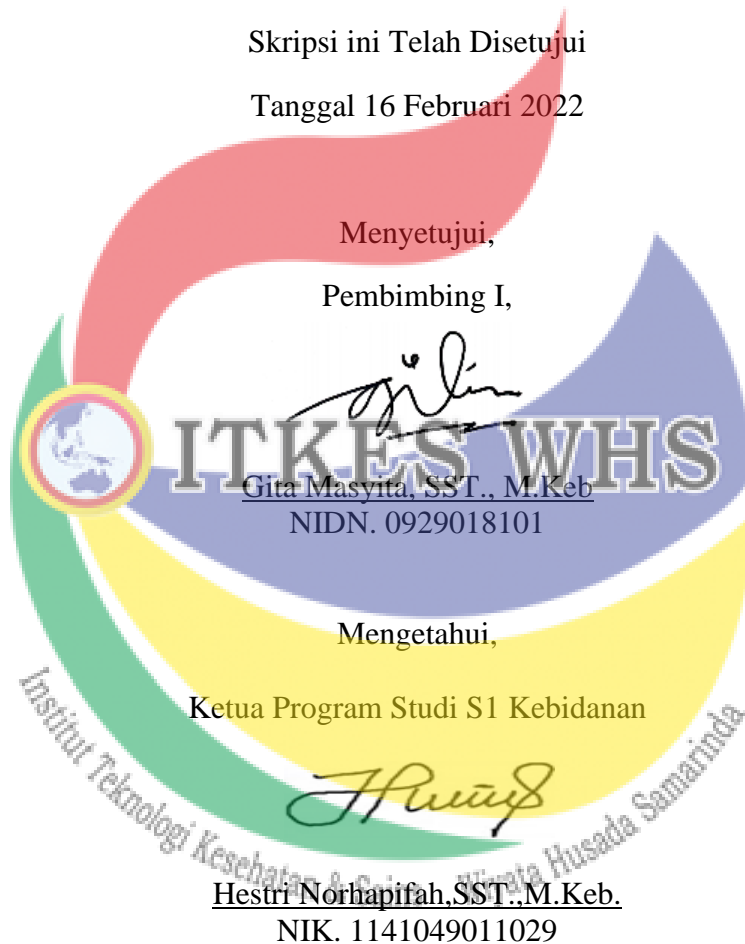 Skripsi ini Telah Disetujui
Tanggal 16 Februari 2022
Menyetujui,
Pembimbing I,
ITKES WHS
Gita Masyita, SST., M.Keb
NIDN. 0929018101
Mengetahui,
Ketua Program Studi S1 Kebidanan
Institut Teknologi Kesehatan & Sains Wiyata Husada Samarinda
Hestri Norhapifah,SST.,M.Keb.
NIK. 1141049011029